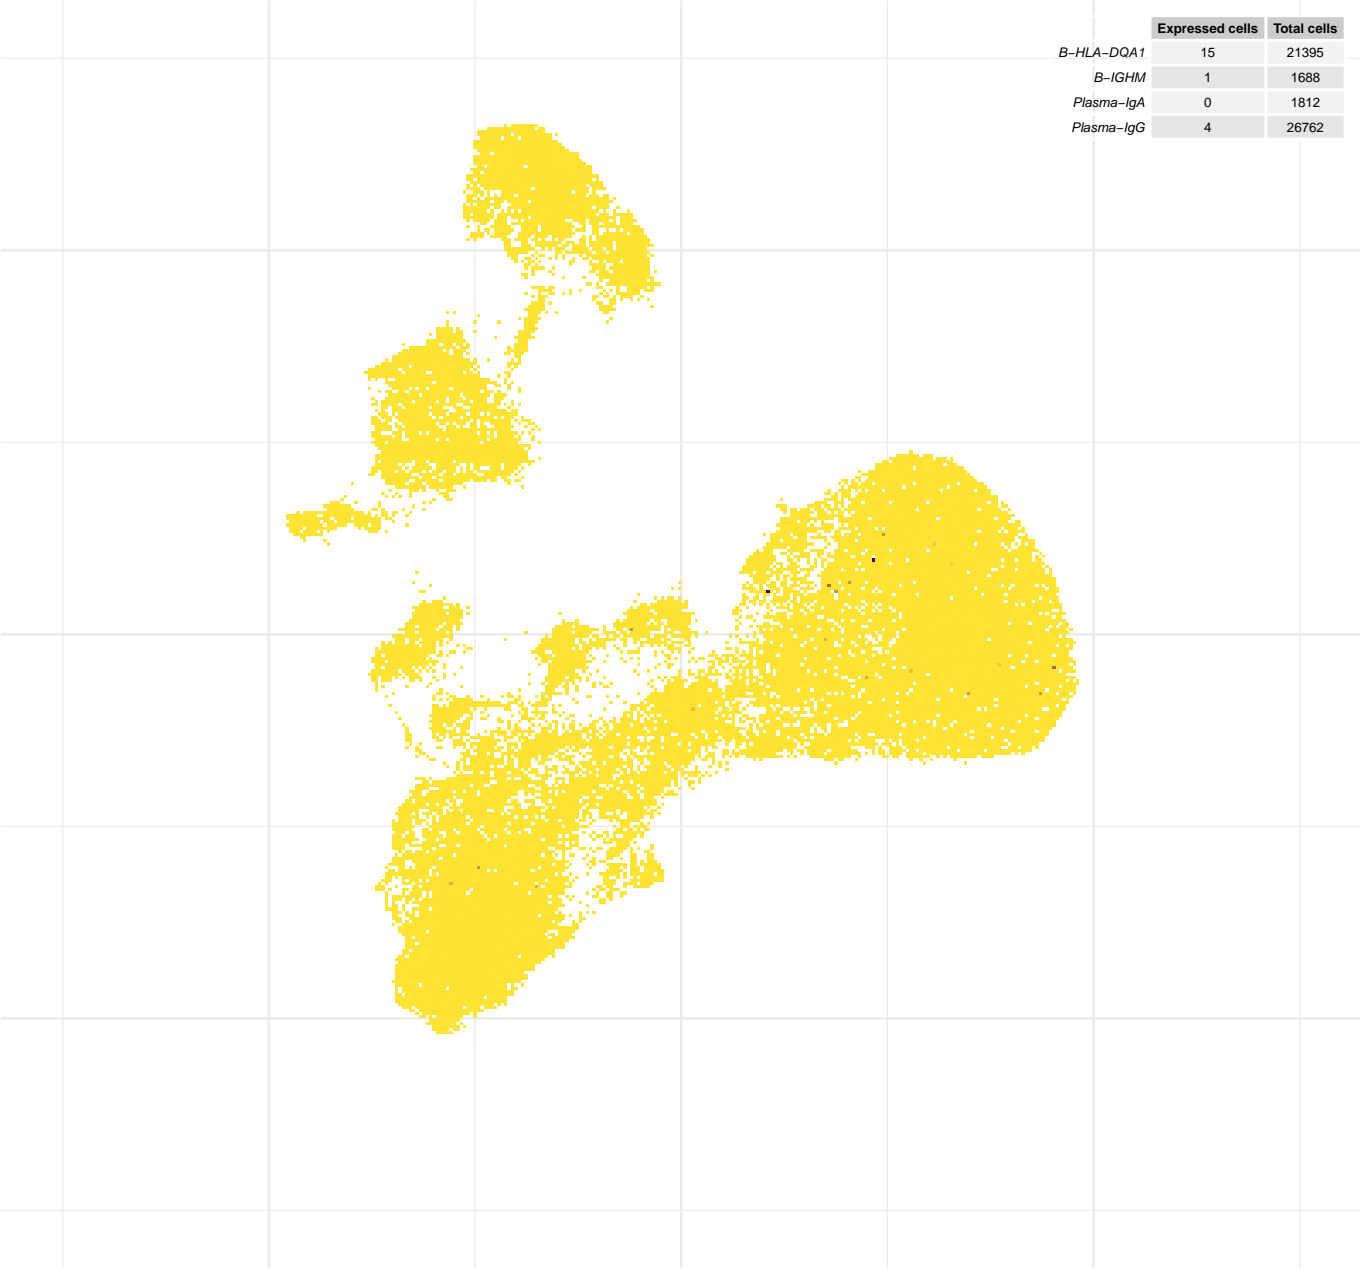 Expressed cells Total cells
B−HLA−DQA1 15 21395
B−IGHM 1 1688
Plasma−IgA 0 1812
Plasma−IgG 4 26762